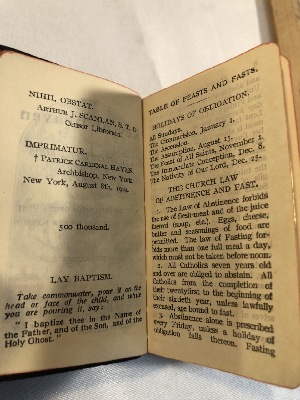 NIHIL OBSTAT.
ARTHUR J. SCANLAN, S. T. D.
Censor Librorum.
IMPRIMATUR.
† PATRICK CARDINAL HAYES
Archbishop, New York
New York, August 8th,
500 thousand.
LAY BAPTISM.
Take common water, pour it on the
head or face of the child, and while
you are pouring it, say:
" I baptize thee in the Name of
the Father, and of the Son, and of the
Holy Ghost. "
TABLE OF FEASTS AND FASTS.
HOLIDAYS OF OBLIGATION.
All Sundays.
The Circumcision, January 1.
The Ascension.
The Assumption, August 15.
The Feast of All Saints, November 1.
The Immaculate Conception, Dec. 8.
The Nativity of Our Lord, Dec. 25.
THE CHURCH LAW
OF ABSTINENCE AND FAST.
1. The Law of Abstinence forbids
the use of flesh meat and of the juice
thereof (soup, etc.). Eggs, cheese,
butter and seasonings of food are
permitted. The law of Fasting for-
bids more than one full meal a day,
which must not be taken before noon.
2. All Catholics seven years old
and over are obliged to abstain. All
Catholics from the completion of
their twentyfirst to the beginning of
their sixtieth year, unless lawfully
excused, are bound to fast.
3. Abstinence alone is prescribed
every Friday, unless a holiday of
obligation falls thereon. Fasting